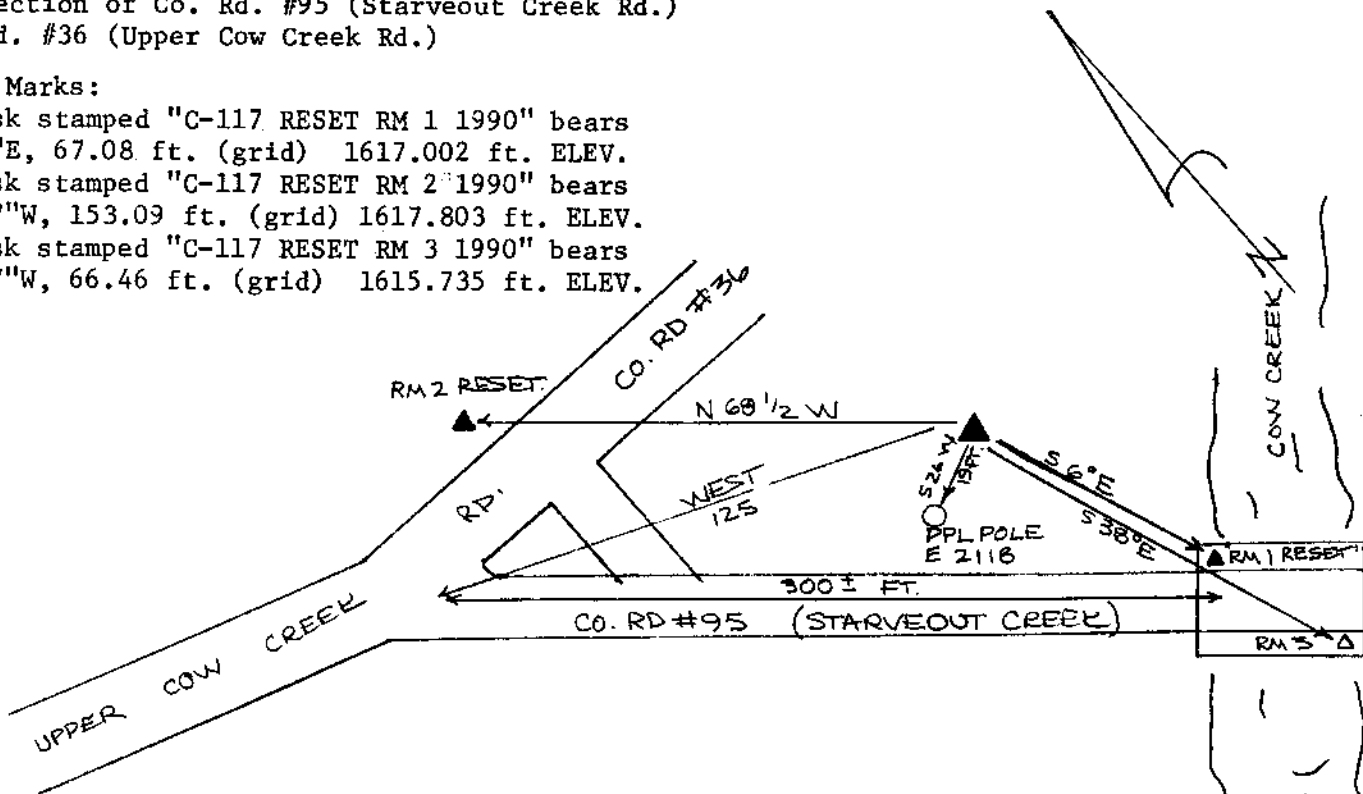 ection of Co. Rd. #95 (Starveout Creek Rd.)
d. #36 (Upper Cow Creek Rd.)
Marks:
sk stamped "C-117 RESET RM 1 1990" bears
"E, 67.08 ft. (grid) 1617.002 ft. ELEV.
sk stamped "C-117 RESET RM 2 1990" bears
"W, 153.09 ft. (grid) 1617.803 ft. ELEV.
sk stamped "C-117 RESET RM 3 1990" bears
"W, 66.46 ft. (grid) 1615.735 ft. ELEV.
N
COW CREEK
CO. RD #36
RM 2 RESET.
N 68 1/2 W
S 26 W
19 FT.
S 6° E
S 38° E
WEST
125
RD.
PPL POLE
E 211B
RM 1 RESET
300 ± FT.
CO. RD #95 (STARVEOUT CREEK)
RM 3
UPPER COW CREEK